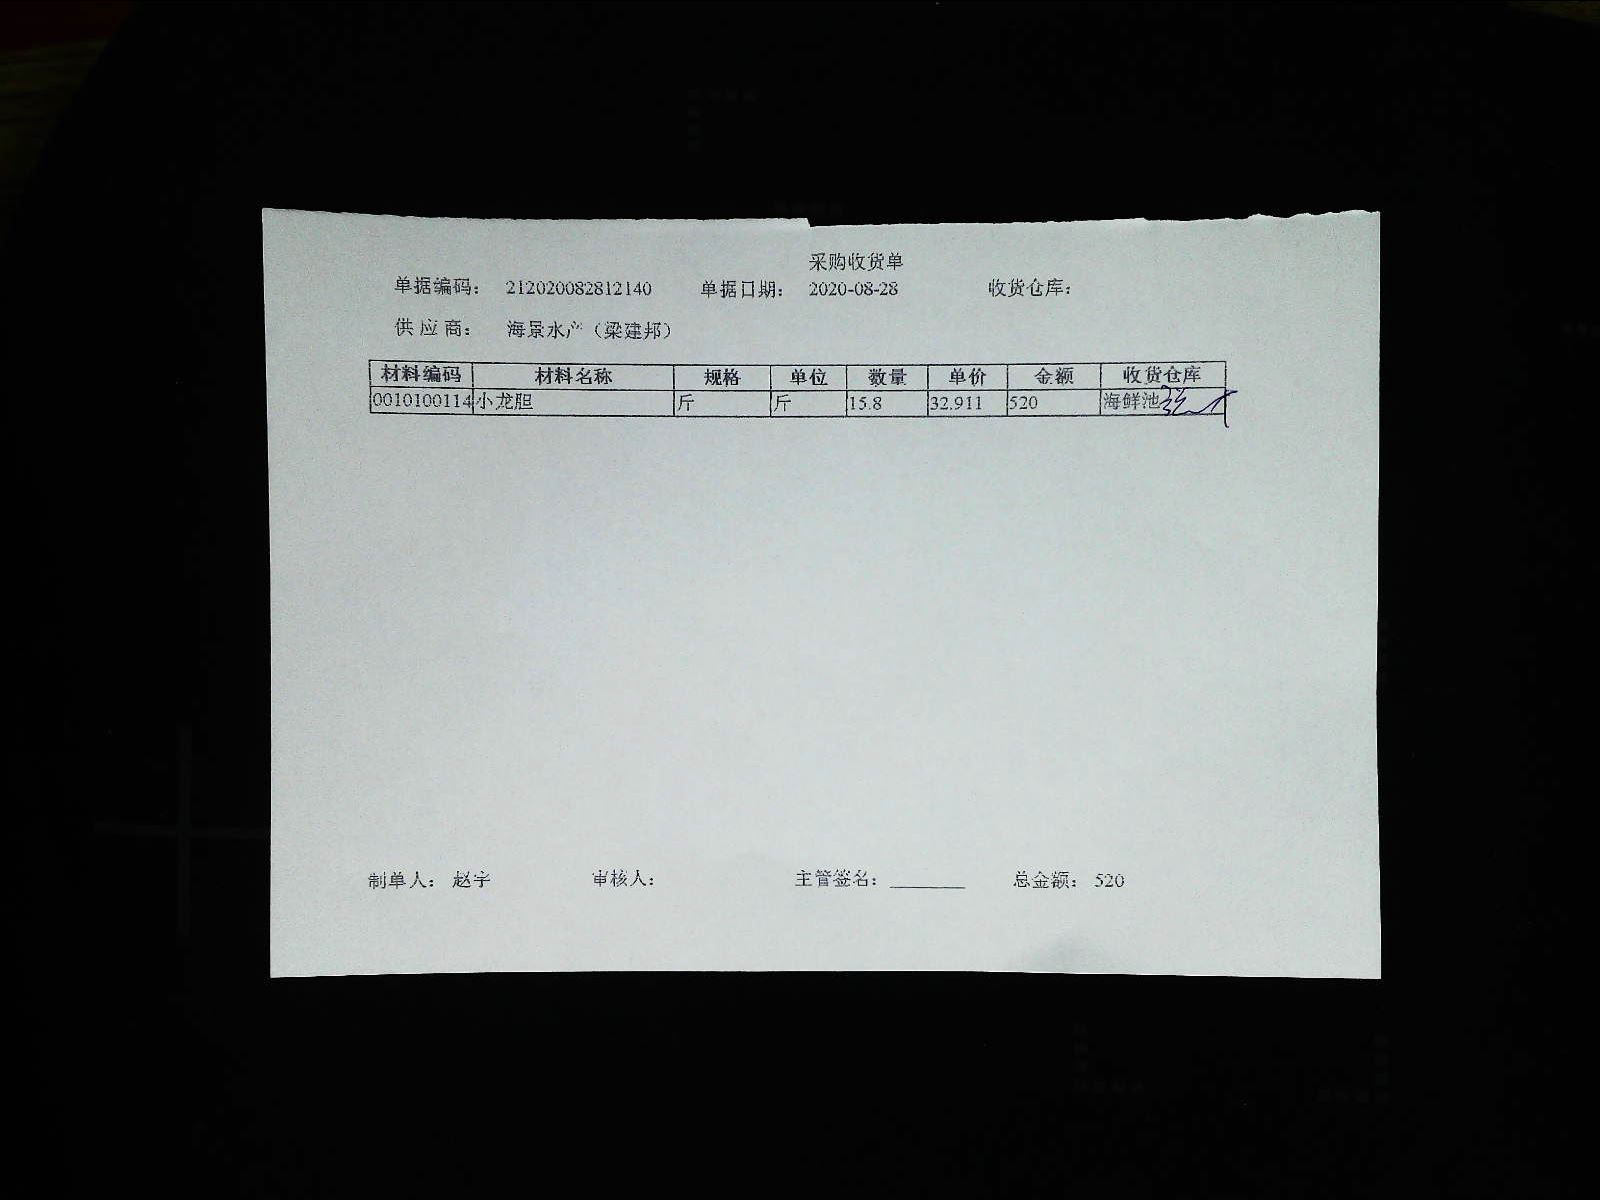 采购收货单
单据编码： 212020082812140 单据日期： 2020-08-28 收货仓库：
供应商： 海景水产（梁建邦）
材料编码 材料名称 规格 单位 数量 单价 金额 收货仓库
0010100114 小龙胆 斤 斤 15.8 32.911 520 海鲜池
制单人： 赵宇 审核人： 主管签名： ________ 总金额： 520